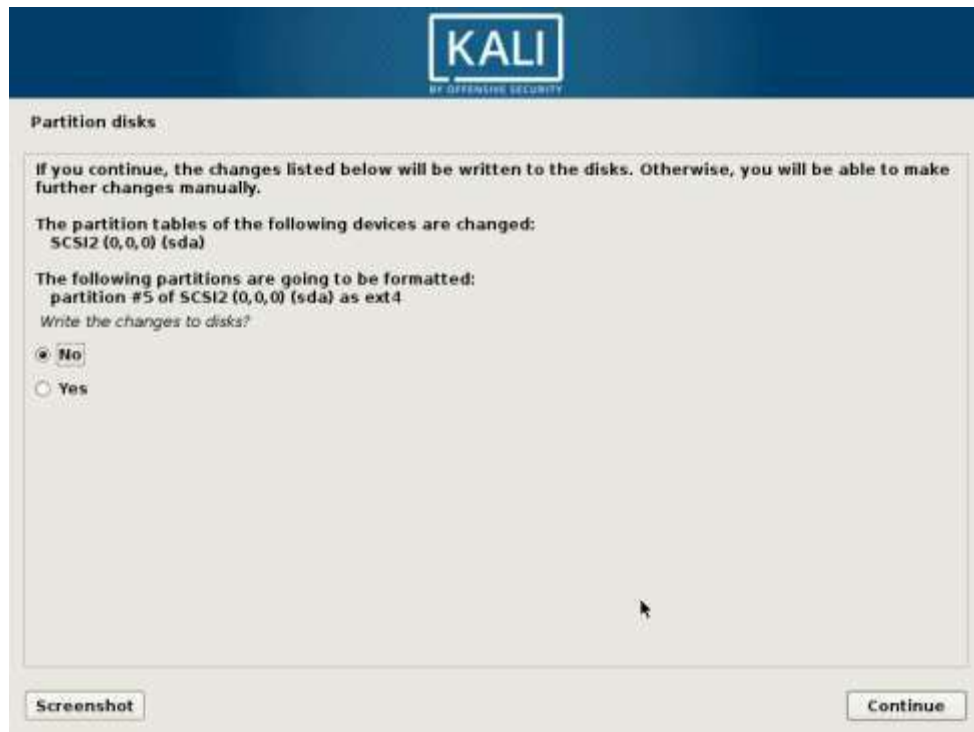 KALI
BY OFFENSIVE SECURITY
Partition disks
If you continue, the changes listed below will be written to the disks. Otherwise, you will be able to make
further changes manually.
The partition tables of the following devices are changed:
SCSI2 (0,0,0) (sda)
The following partitions are going to be formatted:
partition #5 of SCSI2 (0,0,0) (sda) as ext4
Write the changes to disks?
No
Yes
Screenshot
Continue